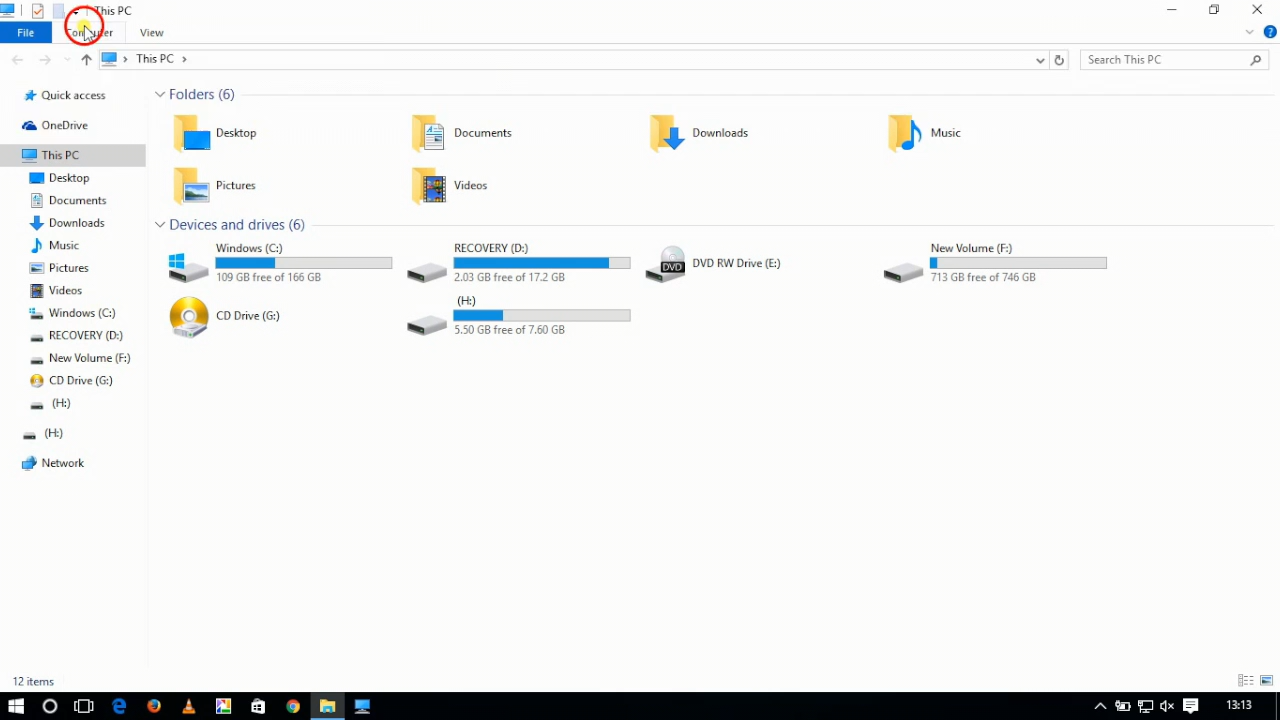 This PC
File Computer View
This PC
Search This PC
Quick access
OneDrive
This PC
Desktop
Documents
Downloads
Music
Pictures
Videos
Windows (C:)
RECOVERY (D:)
New Volume (F:)
CD Drive (G:)
(H:)
(H:)
Network
Folders (6)
Desktop
Documents
Downloads
Music
Pictures
Videos
Devices and drives (6)
Windows (C:)
109 GB free of 166 GB
RECOVERY (D:)
2.03 GB free of 17.2 GB
DVD
DVD RW Drive (E:)
New Volume (F:)
713 GB free of 746 GB
CD Drive (G:)
(H:)
5.50 GB free of 7.60 GB
12 items
13:13